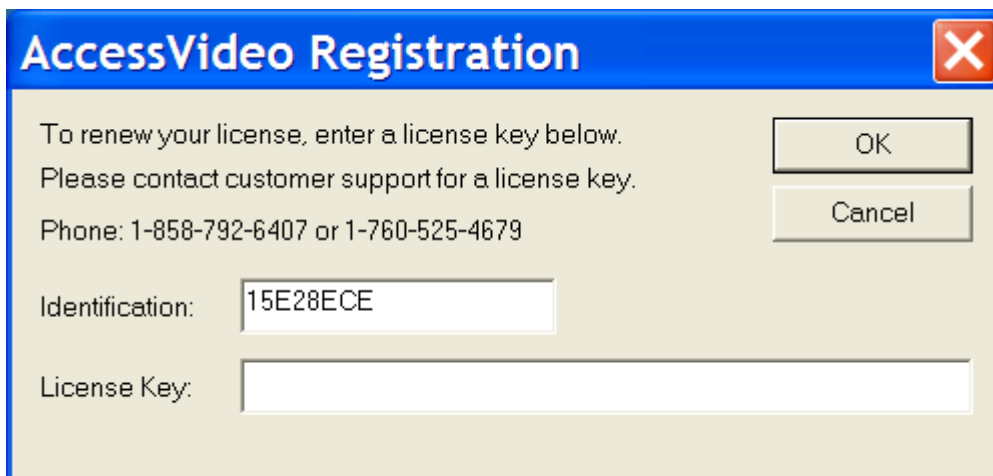 AccessVideo Registration
To renew your license, enter a license key below.
Please contact customer support for a license key.
Phone: 1-858-792-6407 or 1-760-525-4679
OK
Cancel
Identification: 15E28ECE
License Key: